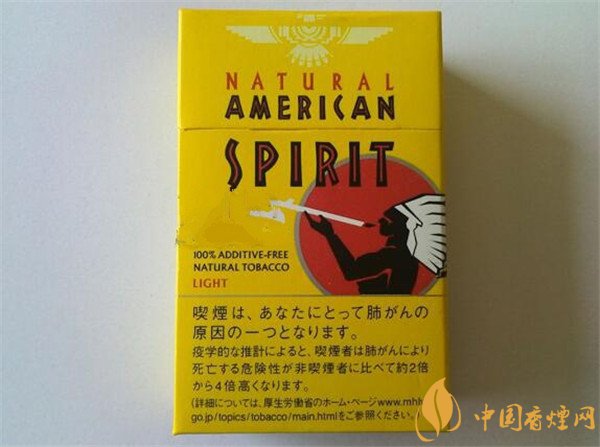 NATURAL
AMERICAN
SPIRIT
100% ADDITIVE-FREE
NATURAL TOBACCO
LIGHT
喫煙は、あなたにとって肺がんの
原因の一つとなります。
疫学的な推計によると、喫煙者は肺がんにより
死亡する危険性が非喫煙者に比べて約2倍
から4倍高くなります。
(詳細については、厚生労働省のホーム・ページ www.mhl
go.jp/topics/tobacco/main.htmlをご参照ください。)
中国香烟网